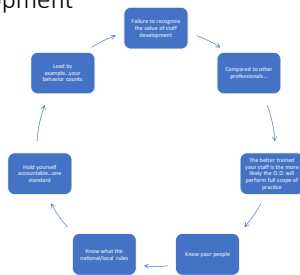 opment
Failure to recognize
the value of staff
development
Compared to other
professionals...
The better trained
your staff is the more
likely the O.D. will
perform full scope of
practice
Know your people
Know what the
national/local rules
Hold yourself
accountable...one
standard
Lead by
example...your
behavior counts